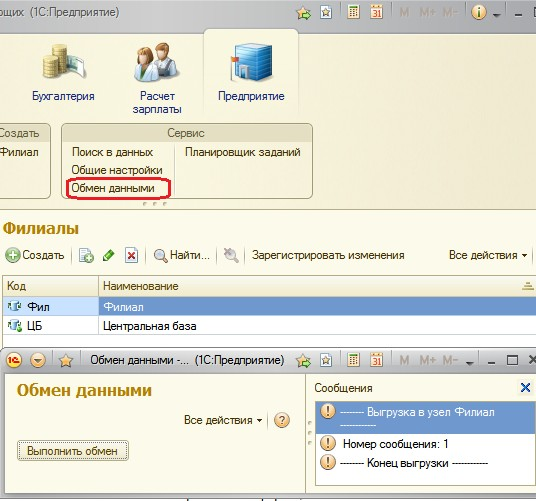 ющих (1С:Предприятие)
M M+ M-
Бухгалтерия
Расчет
зарплаты
Предприятие
Создать
Филиал
Сервис
Поиск в данных
Планировщик заданий
Общие настройки
Обмен данными
Филиалы
Создать
Найти...
Зарегистрировать изменения
Все действия
Код
Наименование
Фил
Филиал
ЦБ
Центральная база
Обмен данными -... (1С:Предприятие)
M M+ M-
Обмен данными
Все действия
?
Выполнить обмен
Сообщения
------- Выгрузка в узел Филиал
------------
Номер сообщения: 1
------- Конец выгрузки ------------